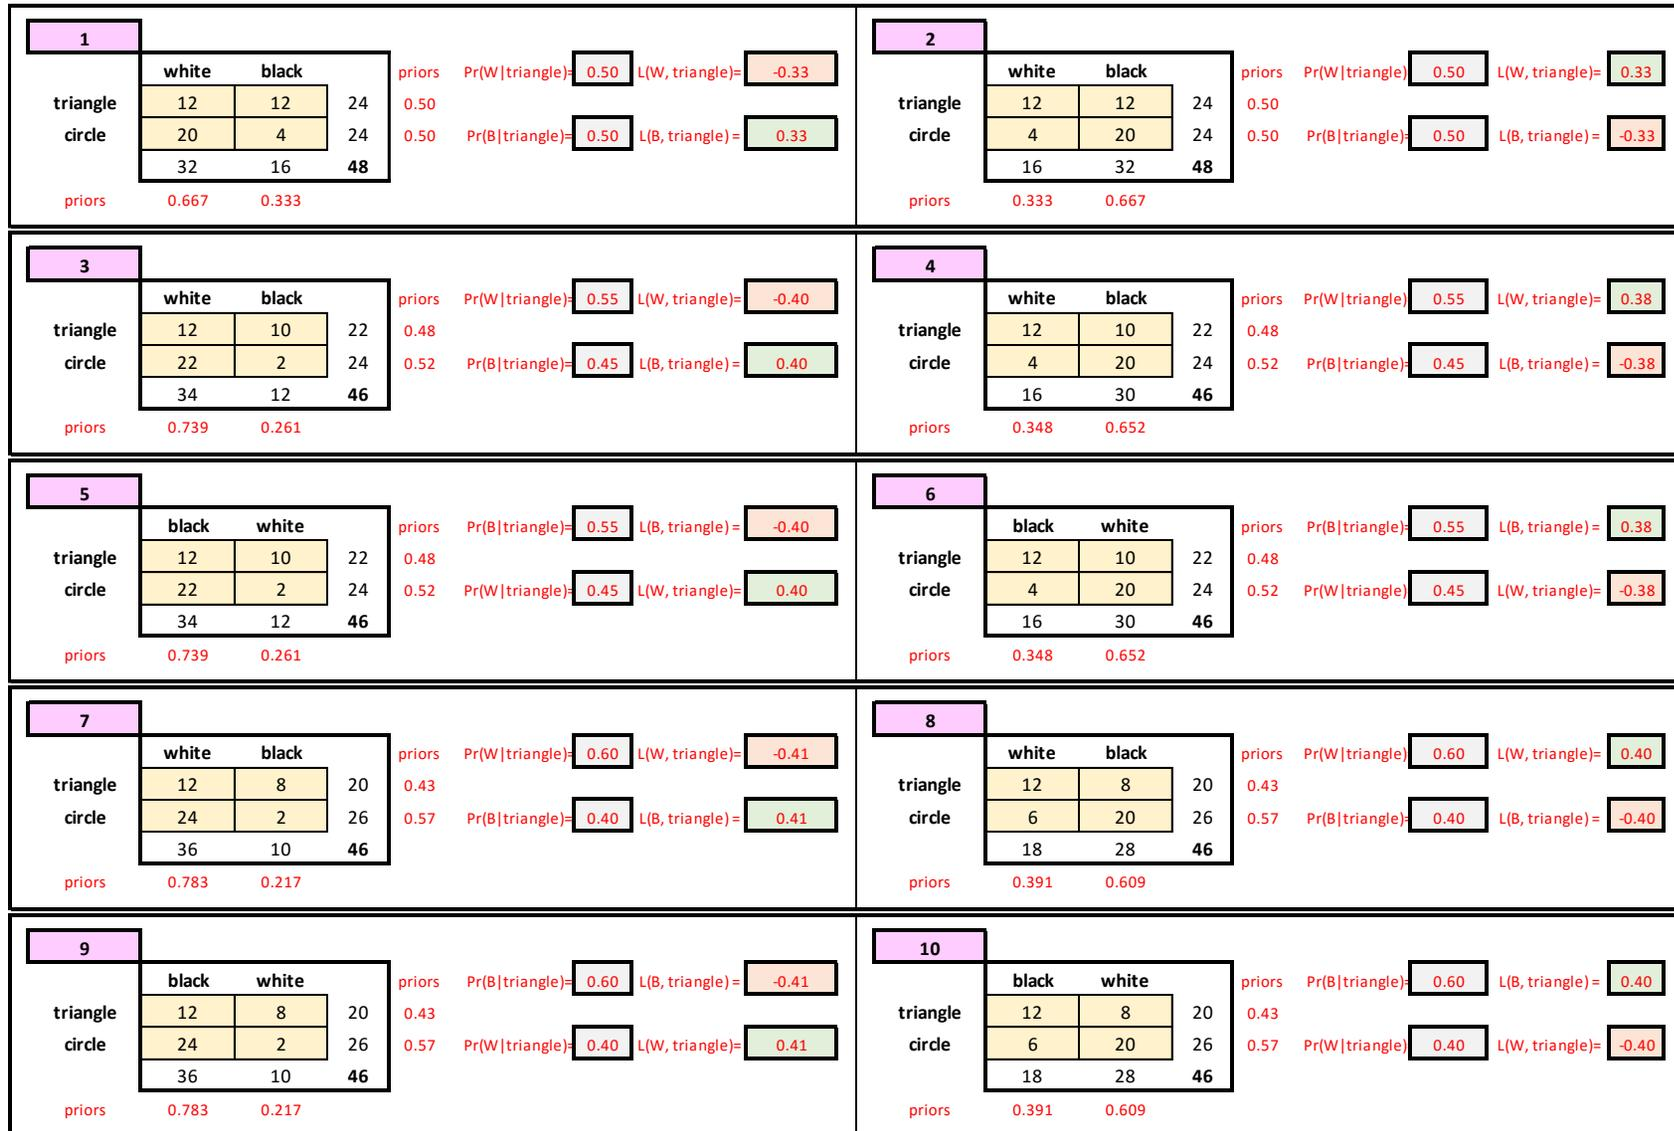 1
white black priors Pr(W|triangle)= 0.50 L(W, triangle)= -0.33
triangle 12 12 24 0.50
circle 20 4 24 0.50 Pr(B|triangle)= 0.50 L(B, triangle) = 0.33
32 16 48
priors 0.667 0.333
2
white black priors Pr(W|triangle) 0.50 L(W, triangle)= 0.33
triangle 12 12 24 0.50
circle 4 20 24 0.50 Pr(B|triangle)= 0.50 L(B, triangle) = -0.33
16 32 48
priors 0.333 0.667
3
white black priors Pr(W|triangle)= 0.55 L(W, triangle)= -0.40
triangle 12 10 22 0.48
circle 22 2 24 0.52 Pr(B|triangle)= 0.45 L(B, triangle) = 0.40
34 12 46
priors 0.739 0.261
4
white black priors Pr(W|triangle) 0.55 L(W, triangle)= 0.38
triangle 12 10 22 0.48
circle 4 20 24 0.52 Pr(B|triangle)= 0.45 L(B, triangle) = -0.38
16 30 46
priors 0.348 0.652
5
black white priors Pr(B|triangle)= 0.55 L(B, triangle) = -0.40
triangle 12 10 22 0.48
circle 22 2 24 0.52 Pr(W|triangle)= 0.45 L(W, triangle)= 0.40
34 12 46
priors 0.739 0.261
6
black white priors Pr(B|triangle)= 0.55 L(B, triangle) = 0.38
triangle 12 10 22 0.48
circle 4 20 24 0.52 Pr(W|triangle) 0.45 L(W, triangle)= -0.38
16 30 46
priors 0.348 0.652
7
white black priors Pr(W|triangle)= 0.60 L(W, triangle)= -0.41
triangle 12 8 20 0.43
circle 24 2 26 0.57 Pr(B|triangle)= 0.40 L(B, triangle) = 0.41
36 10 46
priors 0.783 0.217
8
white black priors Pr(W|triangle) 0.60 L(W, triangle)= 0.40
triangle 12 8 20 0.43
circle 6 20 26 0.57 Pr(B|triangle)= 0.40 L(B, triangle) = -0.40
18 28 46
priors 0.391 0.609
9
black white priors Pr(B|triangle)= 0.60 L(B, triangle) = -0.41
triangle 12 8 20 0.43
circle 24 2 26 0.57 Pr(W|triangle)= 0.40 L(W, triangle)= 0.41
36 10 46
priors 0.783 0.217
10
black white priors Pr(B|triangle)= 0.60 L(B, triangle) = 0.40
triangle 12 8 20 0.43
circle 6 20 26 0.57 Pr(W|triangle) 0.40 L(W, triangle)= -0.40
18 28 46
priors 0.391 0.609